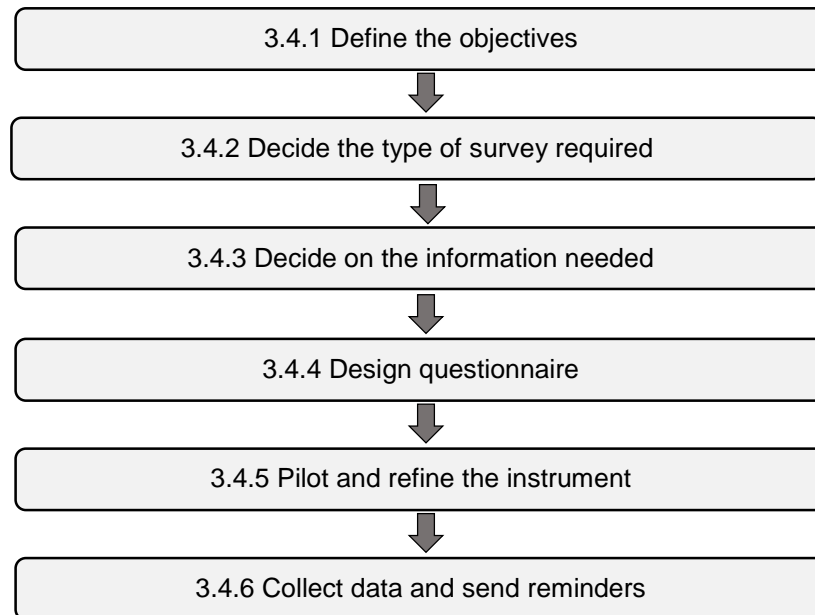 3.4.1 Define the objectives
3.4.2 Decide the type of survey required
3.4.3 Decide on the information needed
3.4.4 Design questionnaire
3.4.5 Pilot and refine the instrument
3.4.6 Collect data and send reminders